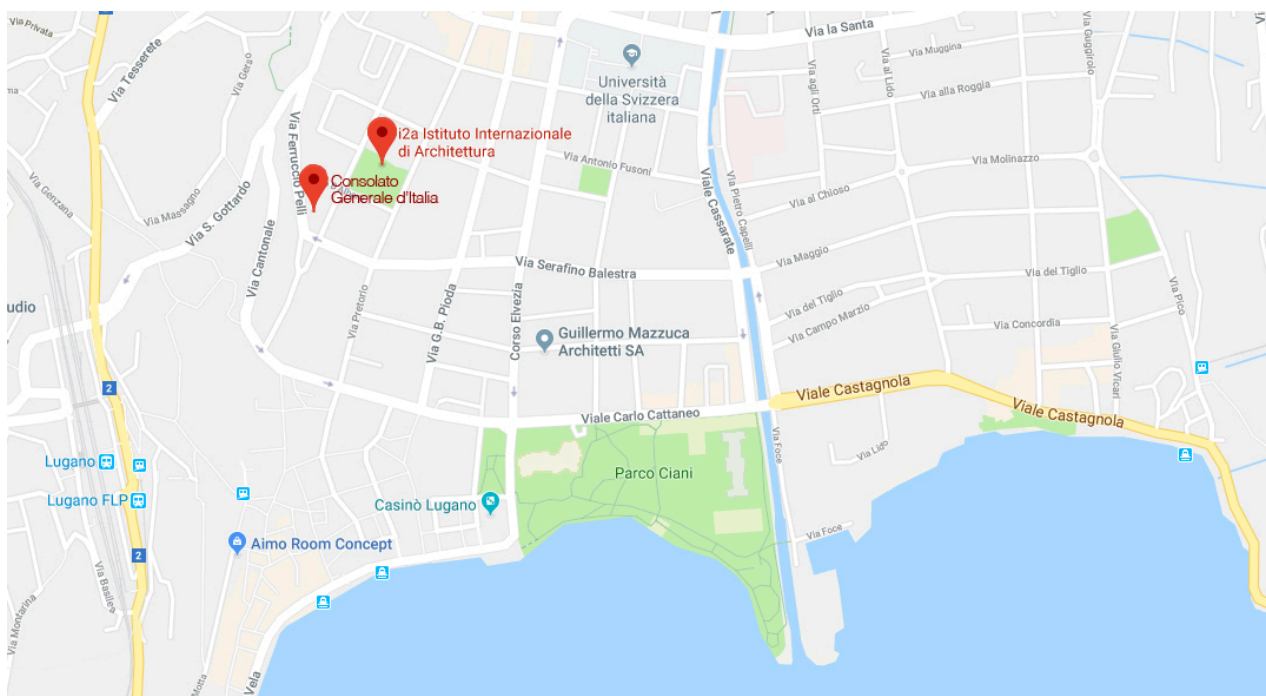 Via Privata
Via Tesserete
Via Gerso
Via la Santa
Via Guggirolo
Via Muggina
Università
della Svizzera
italiana
Via agli Orti
Via al Lido
Via alla Roggia
Via Ferruccio Pelli
i2a Istituto Internazionale
di Architettura
Via Antonio Fusoni
Via Molinazzo
Consolato
Generale d'Italia
Via Genzana
Via Massagno
Via S. Gottardo
Viale Cassarate
Via Pietro Capelli
Via al Chioso
Via Cantonale
Via Serafino Balestra
Via Maggio
Via del Tiglio
Via Pico
Via Pretorio
Via G.B. Pioda
Corso Elvezia
Via del Tiglio
Via Campo Marzio
Via Concordia
Via Giulio Vicari
udio
Guillermo Mazzuca
Architetti SA
2
Viale Castagnola
Viale Castagnola
Viale Carlo Cattaneo
Via Foce
Via Lido
Lugano
Parco Ciani
Lugano FLP
Casinò Lugano
Via Foce
Aimo Room Concept
2
Via Basilea
Via Montarina
Motta
Vela